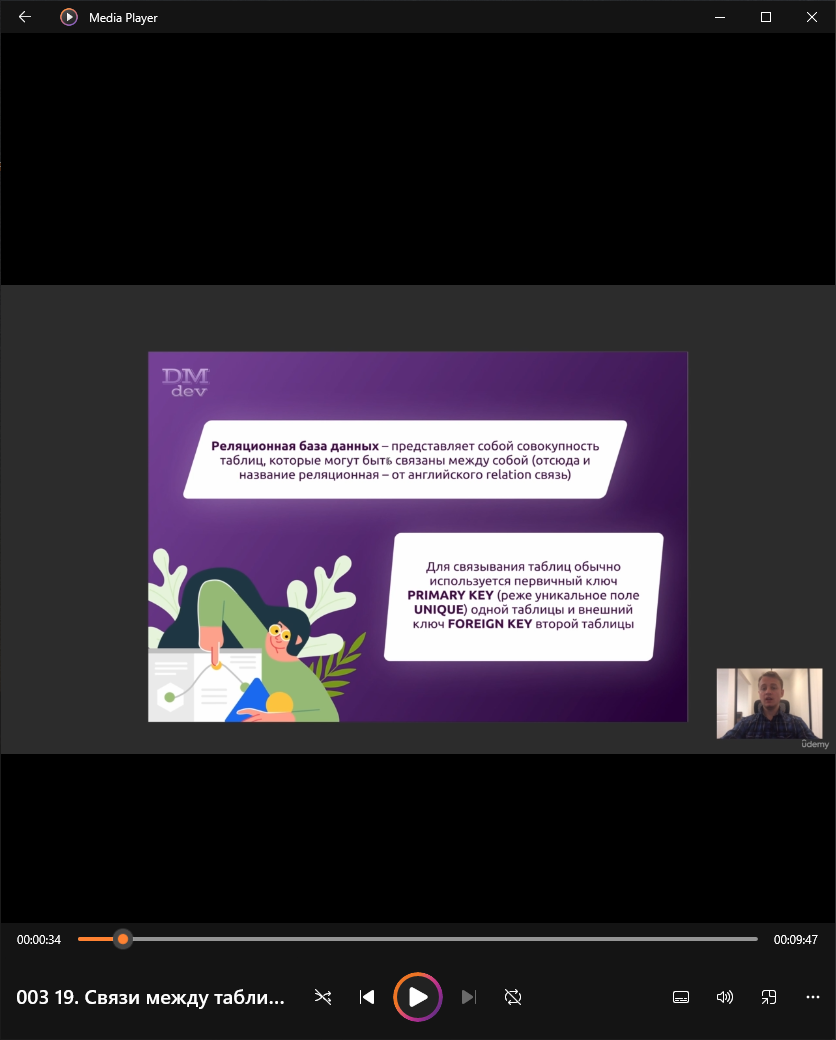 Media Player
DM
dev
Реляционная база данных – представляет собой совокупность
таблиц, которые могут быть связаны между собой (отсюда и
название реляционная – от английского relation связь)
Для связывания таблиц обычно
используется первичный ключ
PRIMARY KEY (реже уникальное поле
UNIQUE) одной таблицы и внешний
ключ FOREIGN KEY второй таблицы
ûdemy
00:00:34
00:09:47
003 19. Связи между табли...